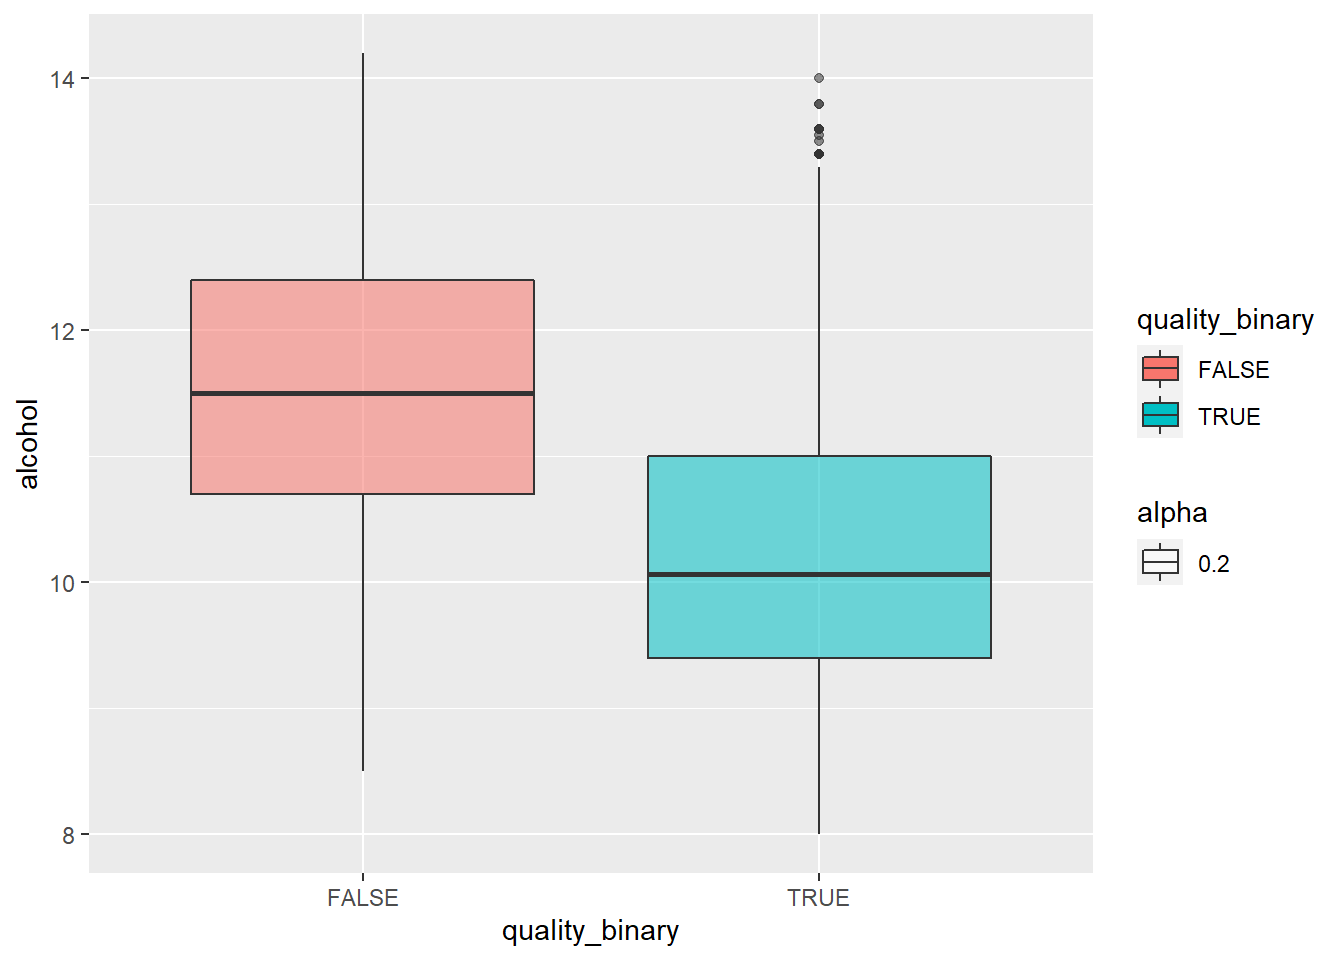 14
12
10
8
alcohol
FALSE
TRUE
quality_binary
quality_binary
FALSE
TRUE
alpha
0.2